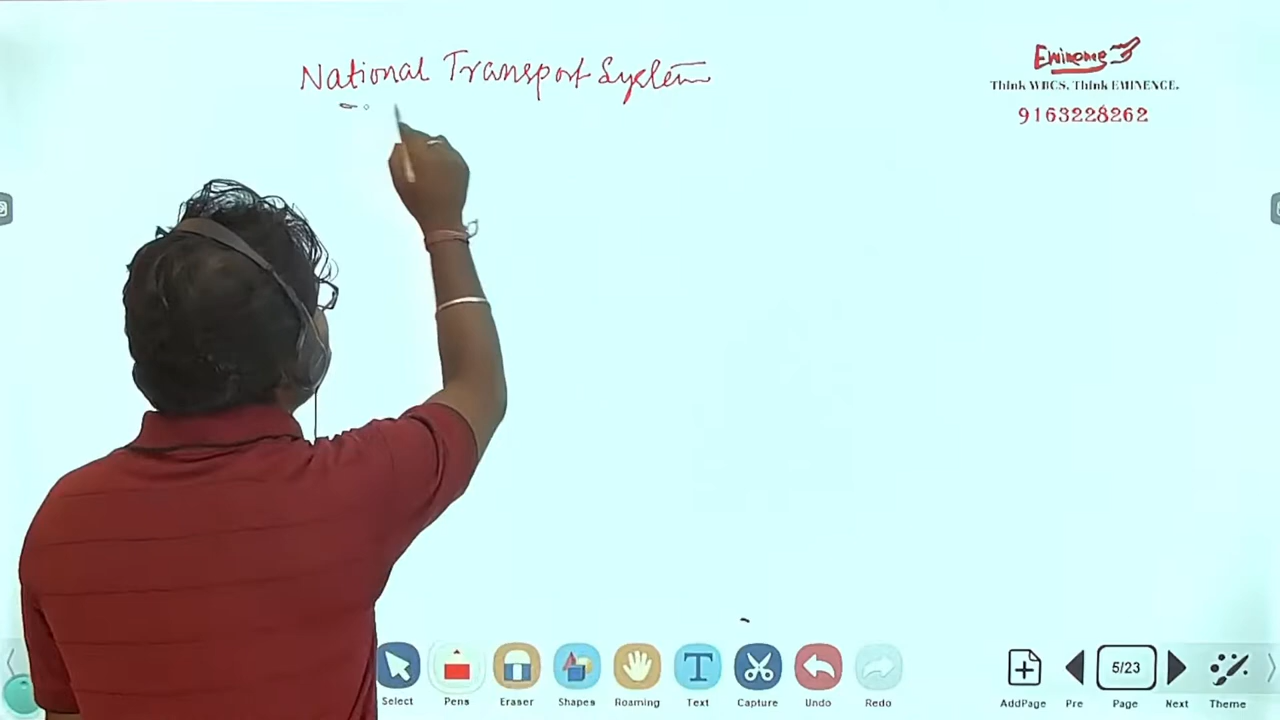 National Transport System
Eminence
Think WBCS. Think EMINENCE.
9163228262
Select
Pens
Eraser
Shapes
Roaming
Text
Capture
Undo
Redo
AddPage
Pre
5/23
Page
Next
Theme